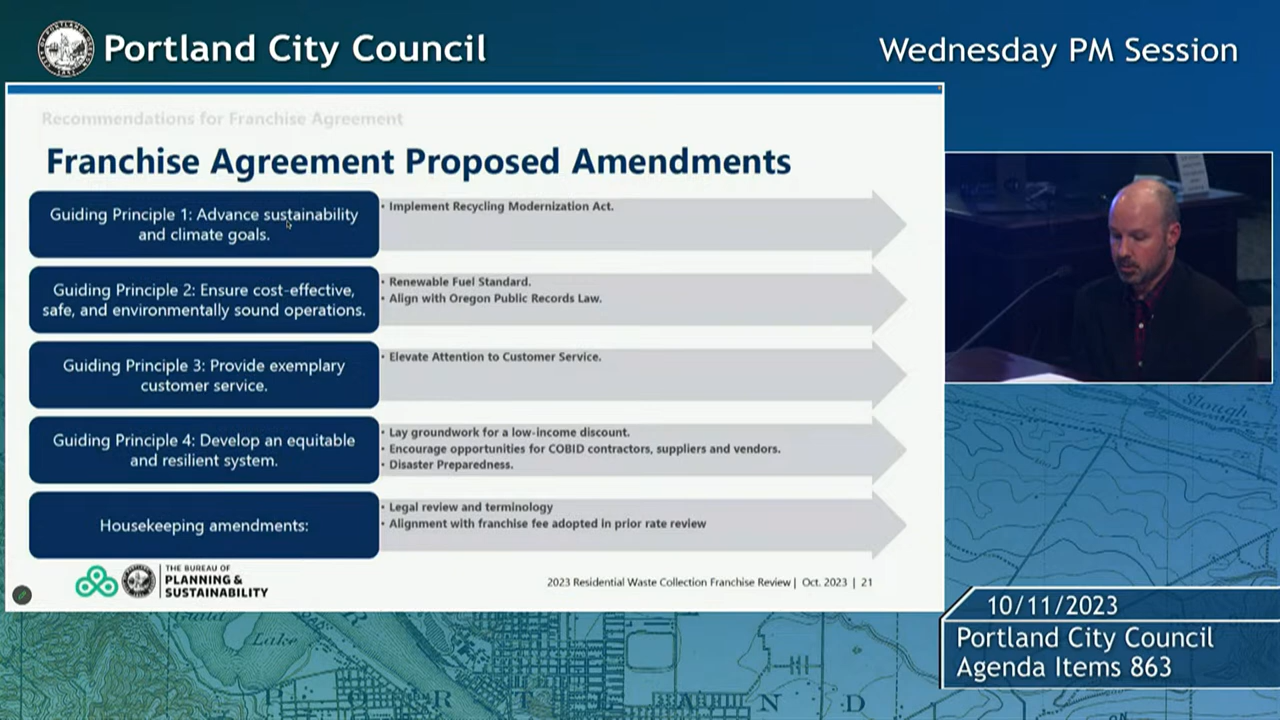 Portland City Council
Wednesday PM Session
Recommendations for Franchise Agreement
Franchise Agreement Proposed Amendments
Guiding Principle 1: Advance sustainability
and climate goals.
• Implement Recycling Modernization Act.
Guiding Principle 2: Ensure cost-effective,
safe, and environmentally sound operations.
• Renewable Fuel Standard.
• Align with Oregon Public Records Law.
Guiding Principle 3: Provide exemplary
customer service.
• Elevate Attention to Customer Service.
Guiding Principle 4: Develop an equitable
and resilient system.
• Lay groundwork for a low-income discount.
• Encourage opportunities for COBID contractors, suppliers and vendors.
• Disaster Preparedness.
Housekeeping amendments:
• Legal review and terminology
• Alignment with franchise fee adopted in prior rate review
THE BUREAU OF
PLANNING &
SUSTAINABILITY
2023 Residential Waste Collection Franchise Review | Oct. 2023 | 21
Slough
10/11/2023
Portland City Council
Agenda Items 863
Guild
Lake
P O R T L A N D